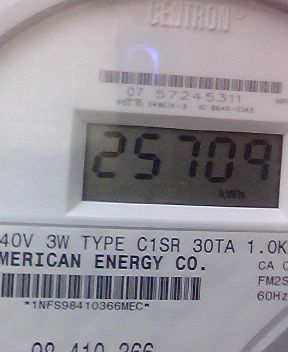 CENTRON®
07 57245311
25709
kWh
40V 3W TYPE C1SR 30TA 1.0K
MERICAN ENERGY CO.
CA 0
FM2S
60Hz
*1NFS98410366MEC*
98 410 366